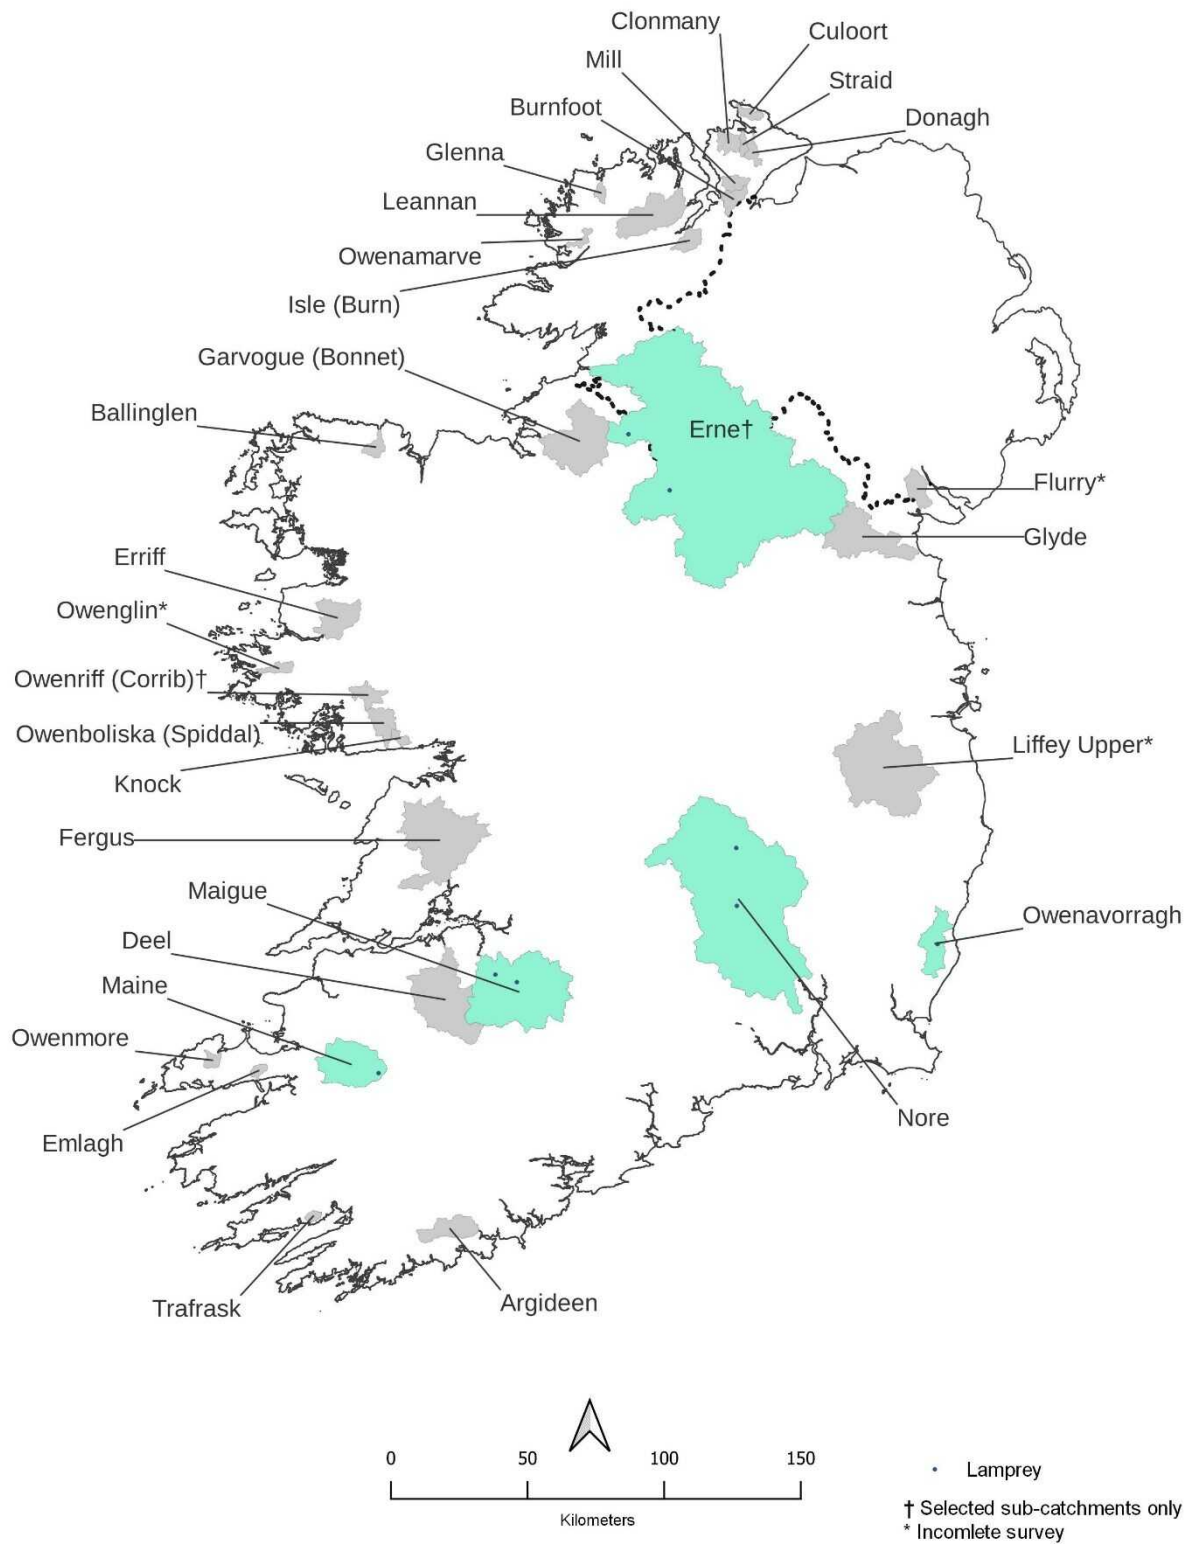 Clonmany
Culoort
Mill
Straid
Burnfoot
Donagh
Glenna
Leannan
Owenamarve
Isle (Burn)
Garvogue (Bonnet)
Ballinglen
Erne†
Flurry*
Glyde
Erriff
Owenglin*
Owenriff (Corrib)†
Owenboliska (Spiddal)
Knock
Liffey Upper*
Fergus
Maigue
Owenavorragh
Deel
Maine
Owenmore
Nore
Emlagh
Trafrask
Argideen
0 50 100 150
Kilometers
Lamprey
† Selected sub-catchments only
* Incomlete survey